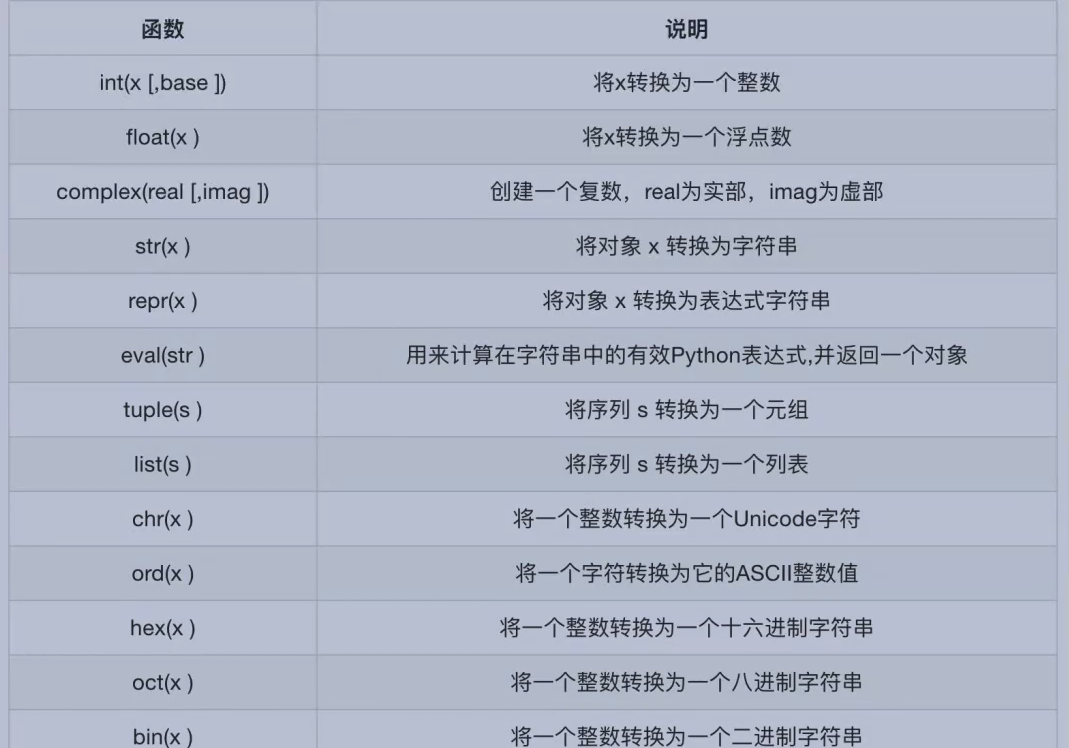 函数 说明
int(x [,base ]) 将x转换为一个整数
float(x ) 将x转换为一个浮点数
complex(real [,imag ]) 创建一个复数，real为实部，imag为虚部
str(x ) 将对象 x 转换为字符串
repr(x ) 将对象 x 转换为表达式字符串
eval(str ) 用来计算在字符串中的有效Python表达式,并返回一个对象
tuple(s ) 将序列 s 转换为一个元组
list(s ) 将序列 s 转换为一个列表
chr(x ) 将一个整数转换为一个Unicode字符
ord(x ) 将一个字符转换为它的ASCII整数值
hex(x ) 将一个整数转换为一个十六进制字符串
oct(x ) 将一个整数转换为一个八进制字符串
bin(x ) 将一个整数转换为一个二进制字符串